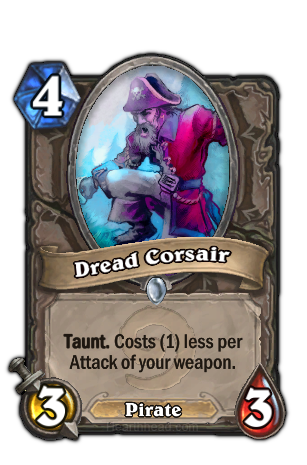 4
Dread Corsair
Taunt. Costs (1) less per
Attack of your weapon.
3
Pirate
3